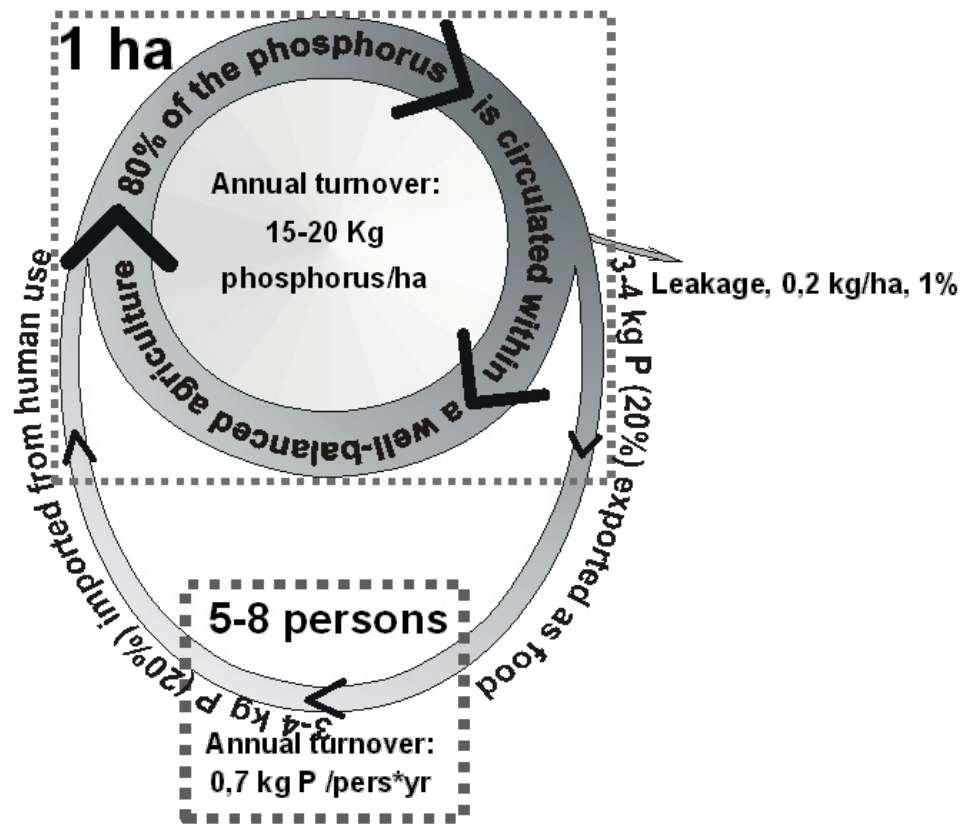 1 ha
80% of the phosphorus is circulated within a well-balanced agriculture
Annual turnover:
15-20 Kg
phosphorus/ha
Leakage, 0,2 kg/ha, 1%
3-4 kg P (20%) exported as food
5-8 persons
3-4 kg P (20%) imported from human use
Annual turnover:
0,7 kg P /pers*yr